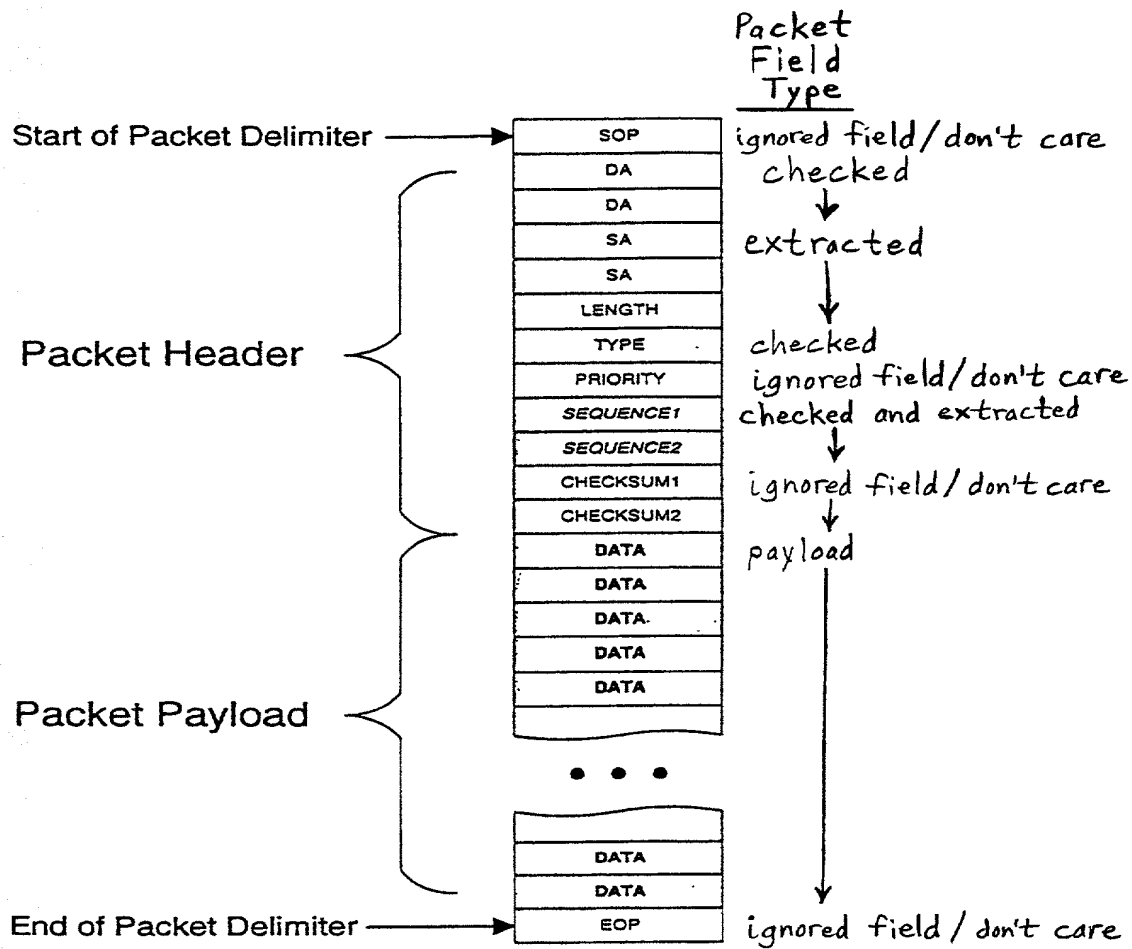 Packet
Field
Type
Start of Packet Delimiter
SOP
ignored field/don't care
DA
checked
DA
SA
extracted
SA
LENGTH
Packet Header
TYPE
checked
PRIORITY
ignored field/don't care
SEQUENCE1
checked and extracted
SEQUENCE2
CHECKSUM1
ignored field/don't care
CHECKSUM2
DATA
payload
DATA
DATA
DATA
DATA
Packet Payload
• • •
DATA
DATA
End of Packet Delimiter
EOP
ignored field/don't care